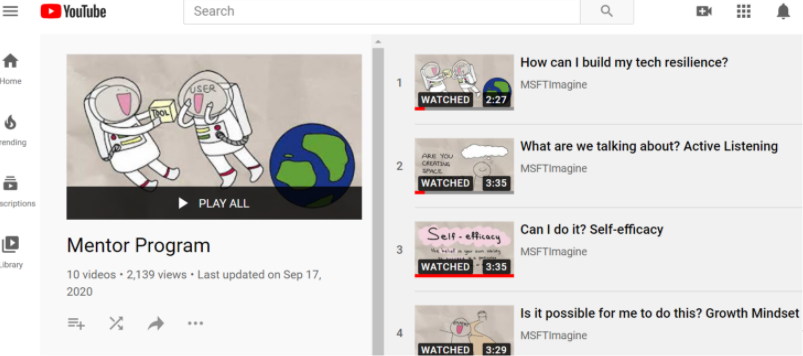 YouTube
Search
Home
rending
scriptions
ibrary
USER
TOOL
PLAY ALL
Mentor Program
10 videos • 2,139 views • Last updated on Sep 17,
2020
1
How can I build my tech resilience?
MSFTImagine
WATCHED 2:27
2
What are we talking about? Active Listening
MSFTImagine
ARE YOU
CREATING
SPACE
WATCHED 3:35
3
Can I do it? Self-efficacy
MSFTImagine
Self-efficacy
WATCHED 3:35
4
Is it possible for me to do this? Growth Mindset
MSFTImagine
WATCHED 3:29